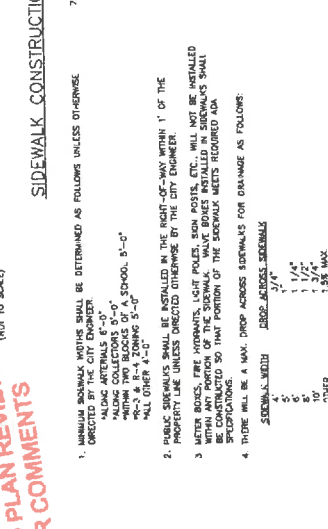 (NOT TO SCALE)
PLAN REVIEW
R COMMENTS
SIDEWALK CONSTRUCTI
1. MINIMUM SIDEWALK WIDTHS SHALL BE DETERMINED AS FOLLOWS UNLESS OTHERWISE
DIRECTED BY THE CITY ENGINEER.
*ALONG ARTERIALS 6'-0"
*ALONG COLLECTIONS 5'-0"
*WITHIN TWO BLOCKS OF A SCHOOL 5'-0"
*R-3 & R-4 ZONING 5'-0"
*ALL OTHER 4'-0"
2. PUBLIC SIDEWALKS SHALL BE INSTALLED IN THE RIGHT-OF-WAY WITHIN 1' OF THE
PROPERTY LINE UNLESS DIRECTED OTHERWISE BY THE CITY ENGINEER.
3 METER BOXES, FIRE HYDRANTS, LIGHT POLES, SIGN POSTS, ETC., WILL NOT BE INSTALLED
WITHIN ANY PORTION OF THE SIDEWALK. VALVE BOXES INSTALLED IN SIDEWALKS SHALL
BE CONSTRUCTED SO THAT PORTION OF THE SIDEWALK MEETS REQUIRED ADA
SPECIFICATIONS.
4. THERE WILL BE A MAX. DROP ACROSS SIDEWALKS FOR DRAINAGE AS FOLLOWS:
SIDEWALK WIDTH DROP ACROSS SIDEWALK
4' 3/4"
5' 1"
6' 1 1/4"
8' 1 1/2"
10' 1 3/4"
OTHER 1.5% MAX.
7.